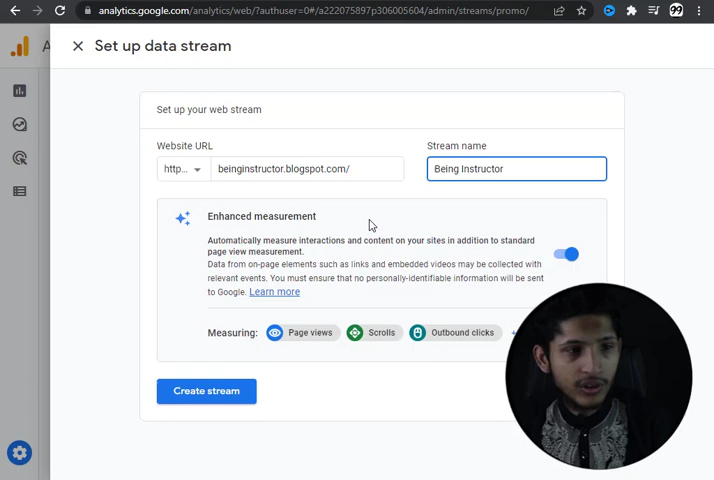 analytics.google.com/analytics/web/?authuser=0#/a222075897p306005604/admin/streams/promo/
99
A
Set up data stream
Set up your web stream
Website URL
Stream name
http...
beinginstructor.blogspot.com/
Being Instructor
Enhanced measurement
Automatically measure interactions and content on your sites in addition to standard
page view measurement.
Data from on-page elements such as links and embedded videos may be collected with
relevant events. You must ensure that no personally-identifiable information will be sent
to Google. Learn more
Measuring:
Page views
Scrolls
Outbound clicks
Create stream